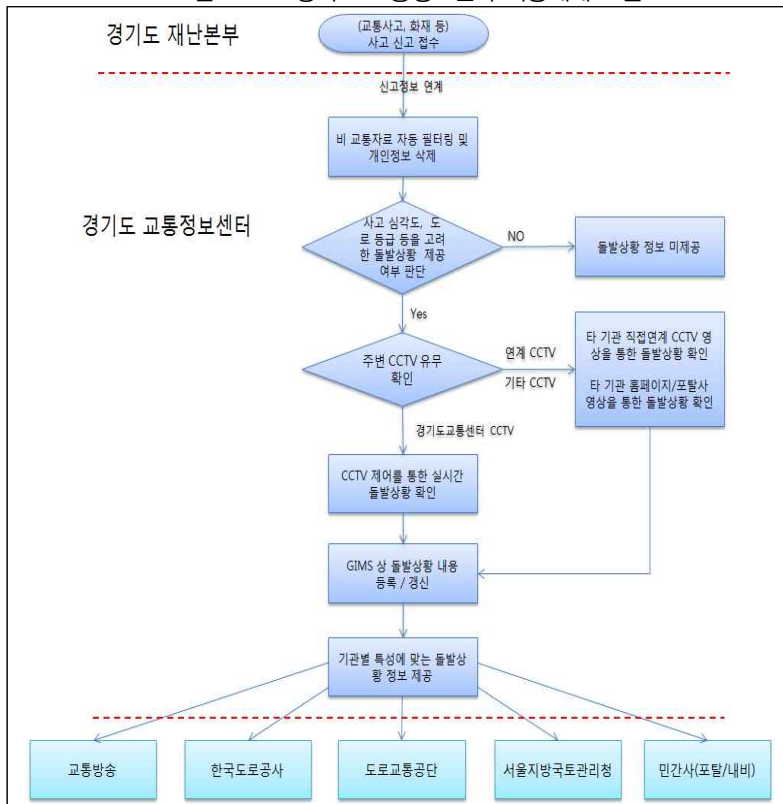 경기도 재난본부
(교통사고, 화재 등)
사고 신고 접수
신고정보 연계
비 교통자료 자동 필터링 및
개인정보 삭제
경기도 교통정보센터
사고 심각도, 도
로 등급 등을 고려
한 돌발상황 제공
여부 판단
NO
돌발상황 정보 미제공
Yes
주변 CCTV 유무
확인
연계 CCTV
기타 CCTV
타 기관 직접연계 CCTV 영
상을 통한 돌발상황 확인
타 기관 홈페이지/포탈사
영상을 통한 돌발상황 확인
경기도교통센터 CCTV
CCTV 제어를 통한 실시간
돌발상황 확인
GIMS 상 돌발상황 내용
등록 / 갱신
기관별 특성에 맞는 돌발상
황 정보 제공
교통방송
한국도로공사
도로교통공단
서울지방국토관리청
민간사(포탈/내비)